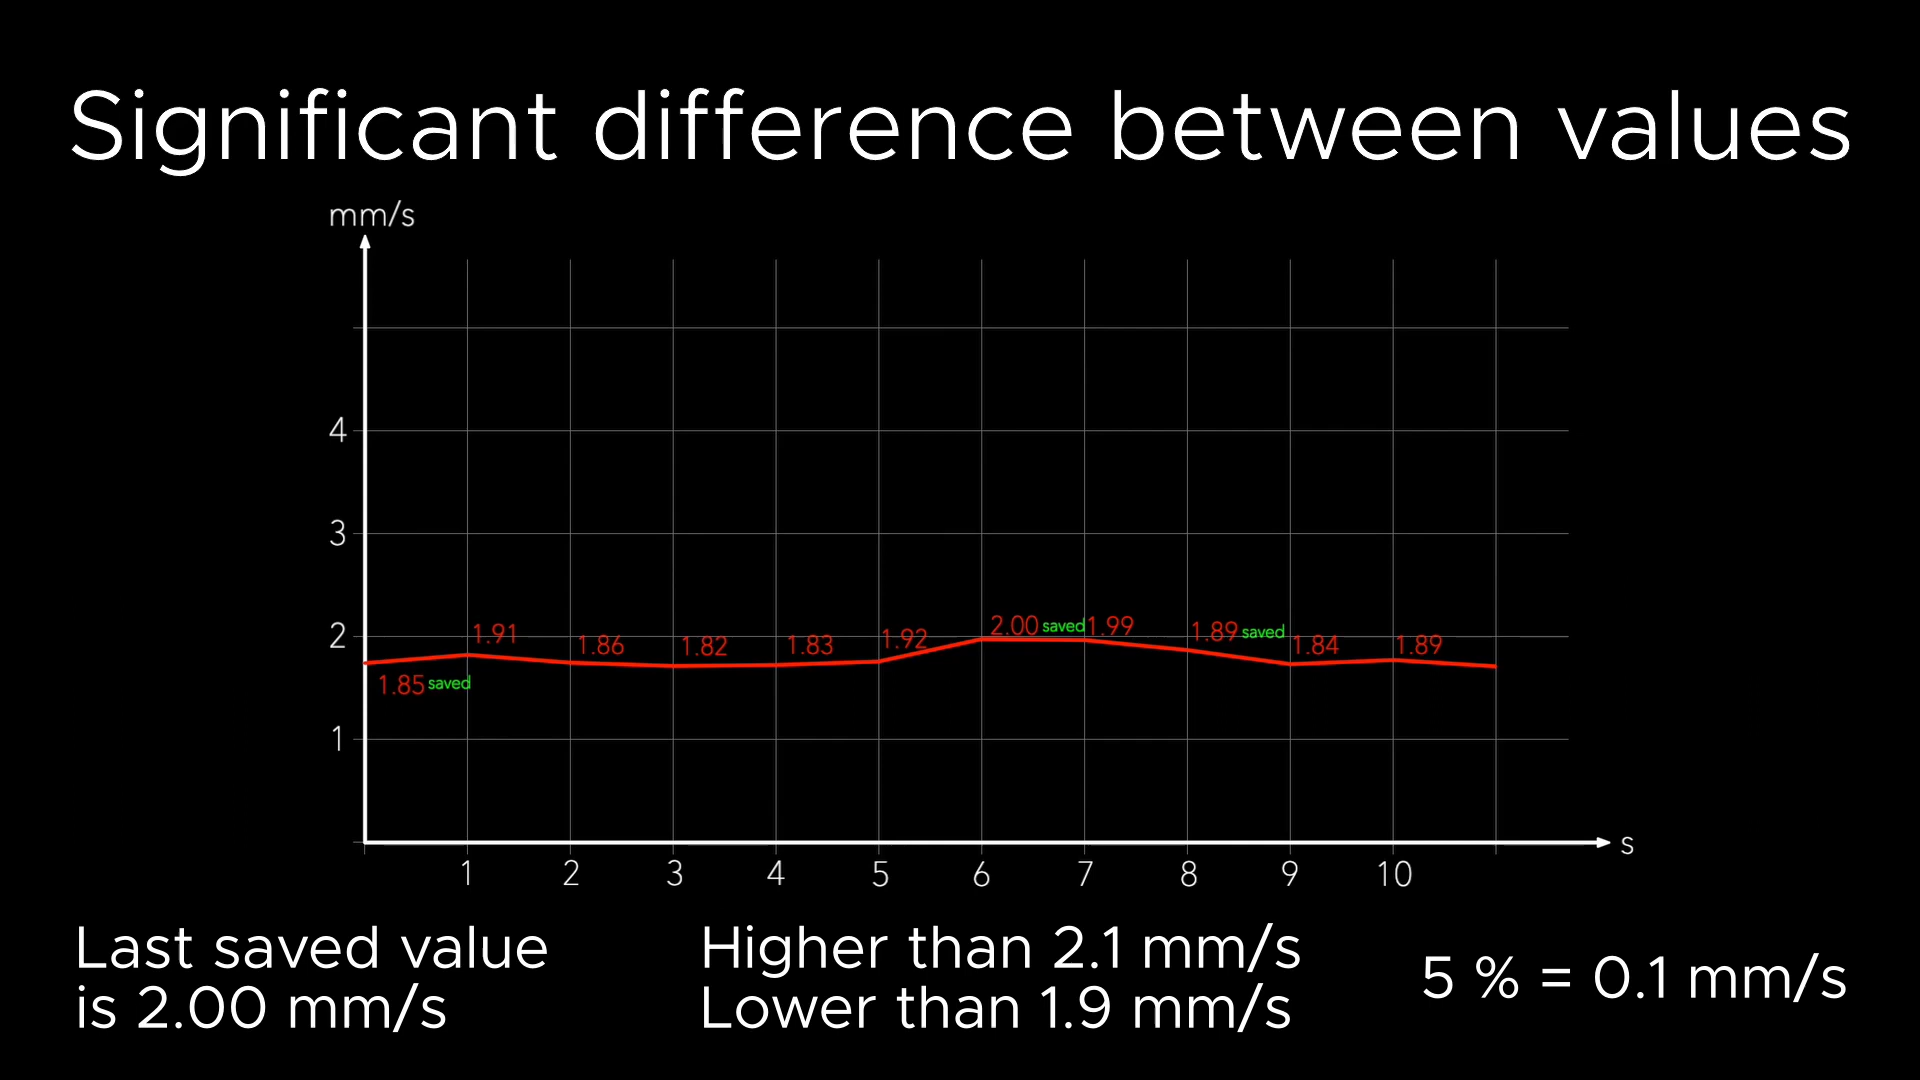 Significant difference between values
mm/s
4
3
2
1
1.85 saved
1.91
1.86
1.82
1.83
1.92
2.00 saved
1.99
1.89 saved
1.84
1.89
1 2 3 4 5 6 7 8 9 10
s
Last saved value
is 2.00 mm/s
Higher than 2.1 mm/s
Lower than 1.9 mm/s
5 % = 0.1 mm/s